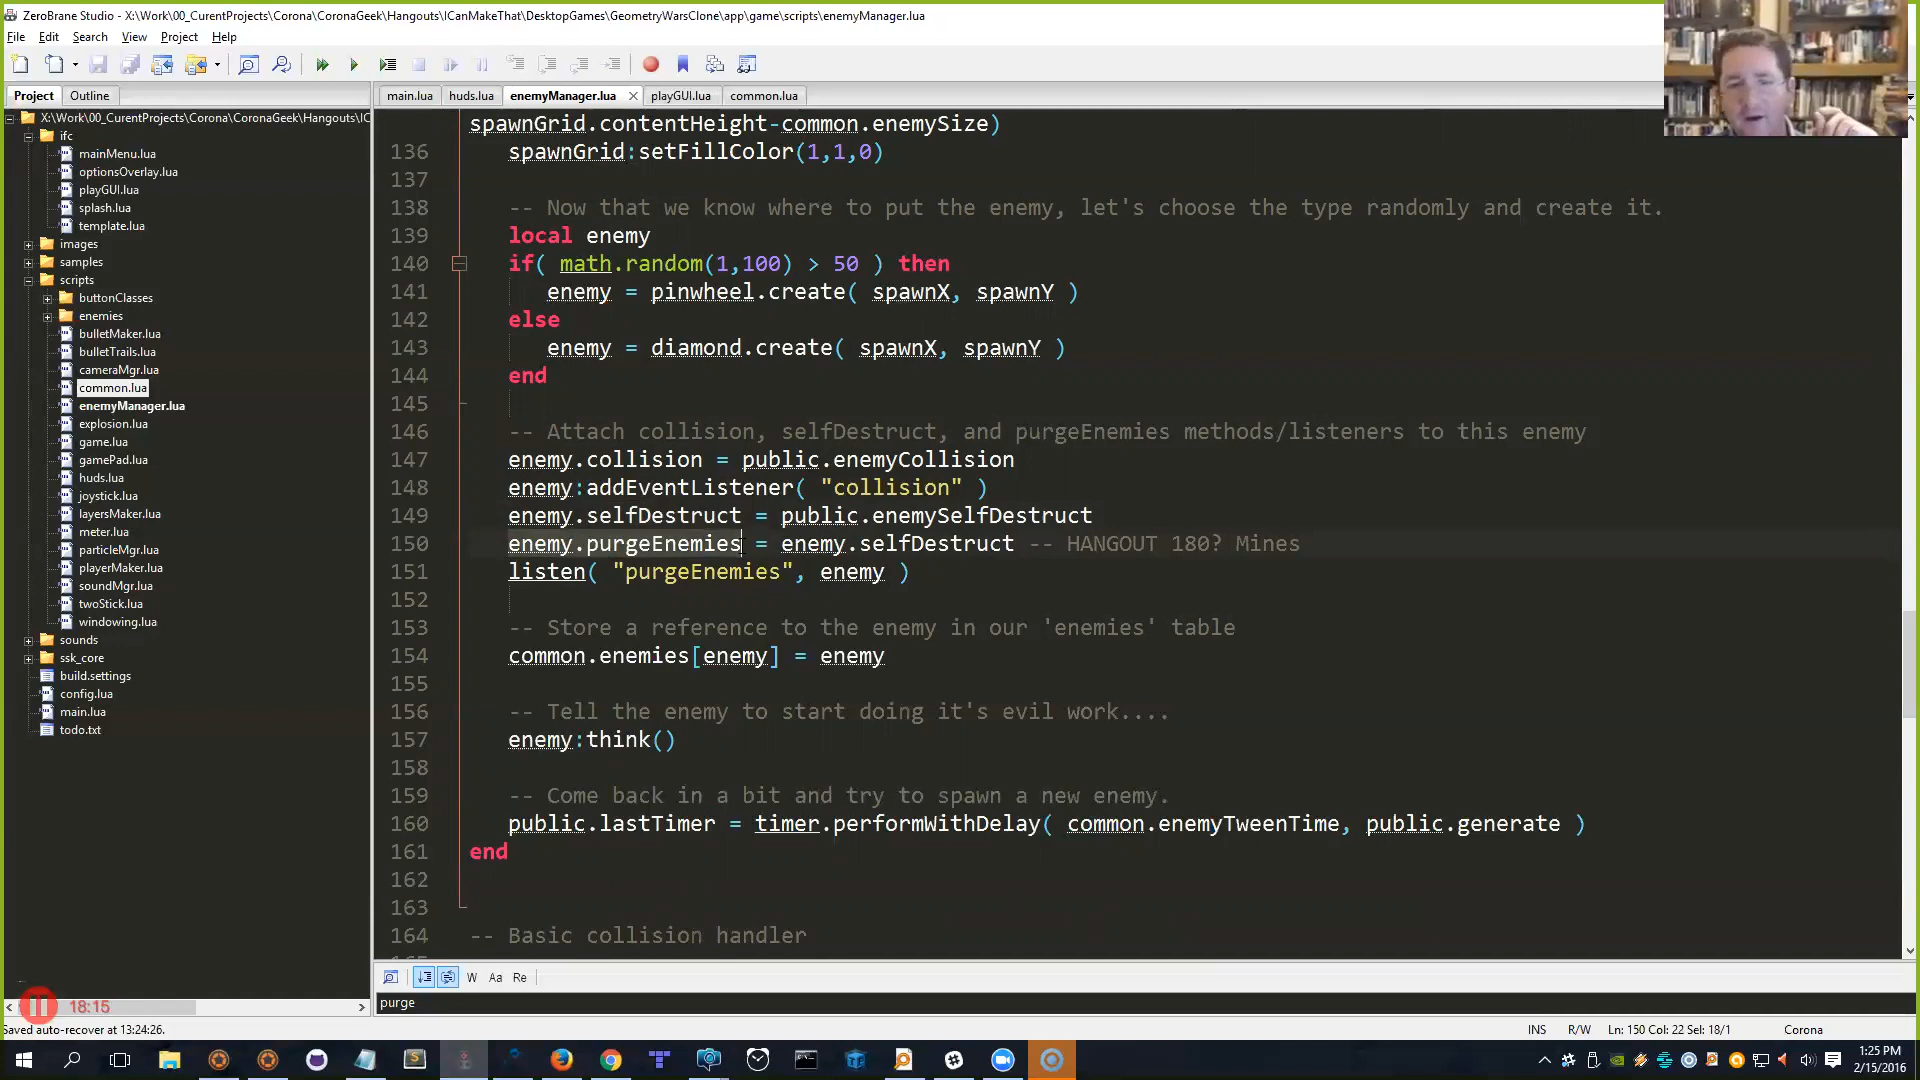 ZeroBrane Studio - X:\Work\00_CurentProjects\Corona\CoronaGeek\Hangouts\ICanMakeThat\DesktopGames\GeometryWarsClone\app\game\scripts\enemyManager.lua
File Edit Search View Project Help
Project Outline
main.lua huds.lua enemyManager.lua playGUI.lua common.lua
X:\Work\00_CurentProjects\Corona\CoronaGeek\Hangouts\IC
ifc
mainMenu.lua
optionsOverlay.lua
playGUI.lua
splash.lua
template.lua
images
samples
scripts
buttonClasses
enemies
bulletMaker.lua
bulletTrails.lua
cameraMgr.lua
common.lua
enemyManager.lua
explosion.lua
game.lua
gamePad.lua
huds.lua
joystick.lua
layersMaker.lua
meter.lua
particleMgr.lua
playerMaker.lua
soundMgr.lua
twoStick.lua
windowing.lua
sounds
ssk_core
build.settings
config.lua
main.lua
todo.txt
spawnGrid.contentHeight-common.enemySize)
136 spawnGrid:setFillColor(1,1,0)
137
138 -- Now that we know where to put the enemy, let's choose the type randomly and create it.
139 local enemy
140 if( math.random(1,100) > 50 ) then
141 enemy = pinwheel.create( spawnX, spawnY )
142 else
143 enemy = diamond.create( spawnX, spawnY )
144 end
145
146 -- Attach collision, selfDestruct, and purgeEnemies methods/listeners to this enemy
147 enemy.collision = public.enemyCollision
148 enemy:addEventListener( "collision" )
149 enemy.selfDestruct = public.enemySelfDestruct
150 enemy.purgeEnemies = enemy.selfDestruct -- HANGOUT 180? Mines
151 listen( "purgeEnemies", enemy )
152
153 -- Store a reference to the enemy in our 'enemies' table
154 common.enemies[enemy] = enemy
155
156 -- Tell the enemy to start doing it's evil work....
157 enemy:think()
158
159 -- Come back in a bit and try to spawn a new enemy.
160 public.lastTimer = timer.performWithDelay( common.enemyTweenTime, public.generate )
161 end
162
163
164 -- Basic collision handler
W Aa Re
purge
18:15
Saved auto-recover at 13:24:26.
INS R/W Ln: 150 Col: 22 Sel: 18/1 Corona
1:25 PM
2/15/2016